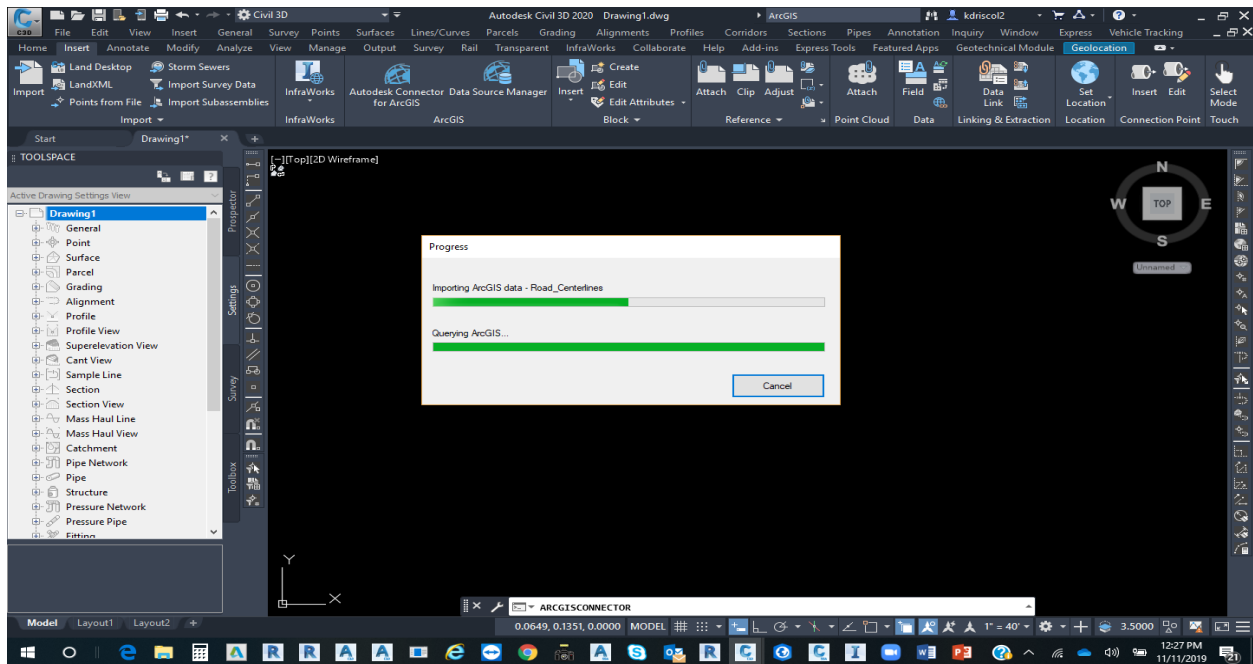 Civil 3D
Autodesk Civil 3D 2020 Drawing1.dwg
ArcGIS
kdriscol2
C3D
File Edit View Insert General Survey Points Surfaces Lines/Curves Parcels Grading Alignments Profiles Corridors Sections Pipes Annotation Inquiry Window Express Vehicle Tracking
Home Insert Annotate Modify Analyze View Manage Output Survey Rail Transparent InfraWorks Collaborate Help Add-ins Express Tools Featured Apps Geotechnical Module Geolocation
Import
Land Desktop
LandXML
Points from File
Storm Sewers
Import Survey Data
Import Subassemblies
InfraWorks
Autodesk Connector for ArcGIS
Data Source Manager
Insert
Create
Edit
Edit Attributes
Attach Clip Adjust
Attach
Field
Data Link
Set Location
Insert Edit
Select Mode
Import InfraWorks ArcGIS Block Reference Point Cloud Data Linking & Extraction Location Connection Point Touch
Start Drawing1*
TOOLSPACE
[−][Top][2D Wireframe]
Active Drawing Settings View
Drawing1
General
Point
Surface
Parcel
Grading
Alignment
Profile
Profile View
Superelevation View
Cant View
Sample Line
Section
Section View
Mass Haul Line
Mass Haul View
Catchment
Pipe Network
Pipe
Structure
Pressure Network
Pressure Pipe
Fitting
Prospector
Settings
Survey
Toolbox
Progress
Importing ArcGIS data - Road_Centerlines
Querying ArcGIS...
Cancel
N
W TOP E
S
Unnamed
Y
X
ARCGISCONNECTOR
Model Layout1 Layout2 +
0.0649, 0.1351, 0.0000 MODEL
1" = 40'
3.5000
12:27 PM
11/11/2019